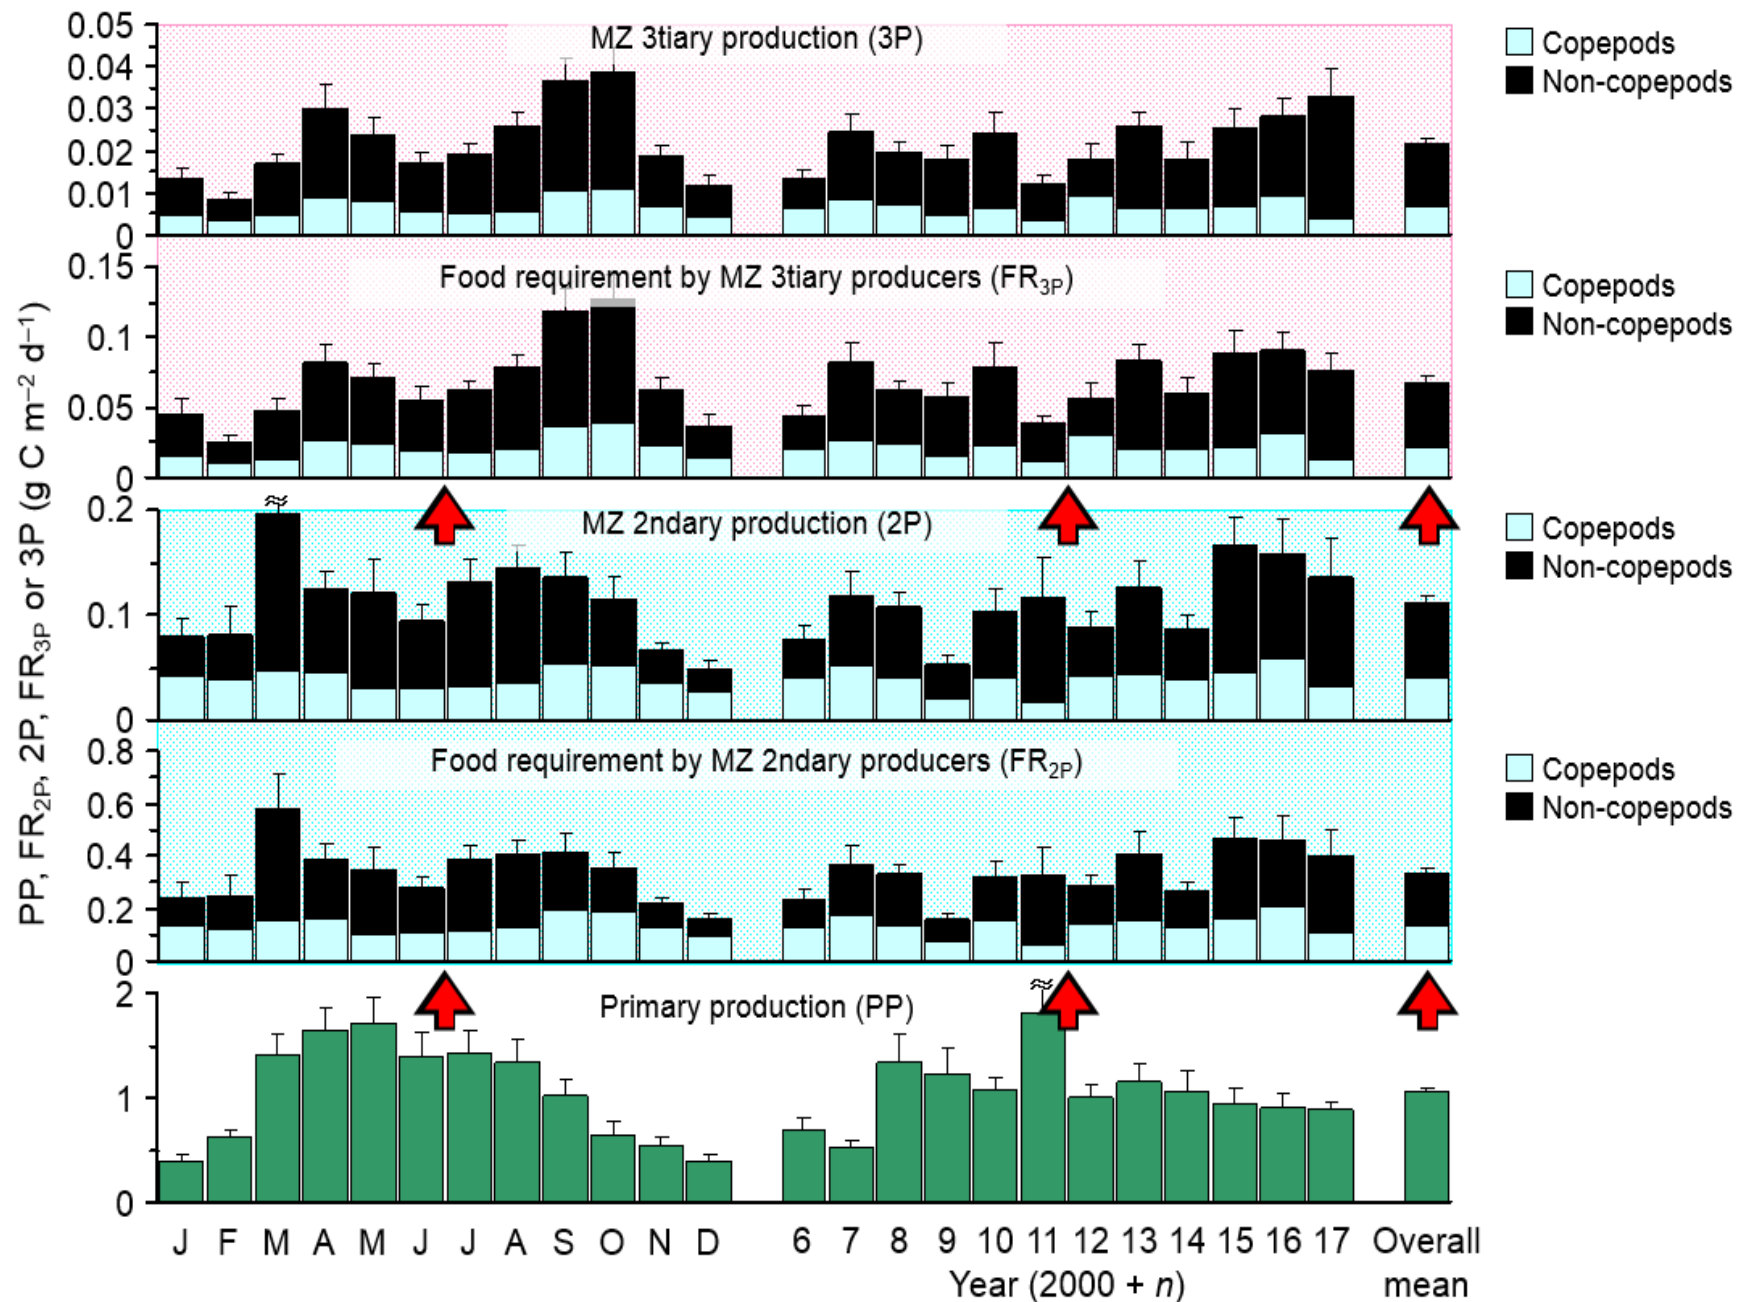 PP, FR2P, 2P, FR3P or 3P (g C m–2 d–1)
MZ 3tiary production (3P)
0.05
0.04
0.03
0.02
0.01
0
Copepods
Non-copepods
Food requirement by MZ 3tiary producers (FR3P)
0.15
0.1
0.05
0
Copepods
Non-copepods
MZ 2ndary production (2P)
≈
0.2
0.1
0
Copepods
Non-copepods
Food requirement by MZ 2ndary producers (FR2P)
0.8
0.6
0.4
0.2
0
Copepods
Non-copepods
Primary production (PP)
≈
2
1
0
J F M A M J J A S O N D 6 7 8 9 10 11 12 13 14 15 16 17 Overall
Year (2000 + n) mean